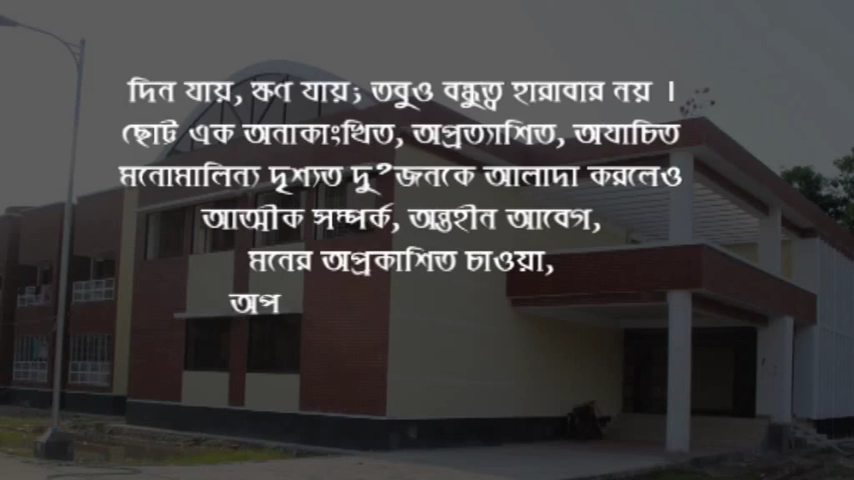 দিন যায়, ক্ষণ যায়; তবুও বন্ধুত্ব হারাবার নয় ।
ছোট্ট এক অনাকাংখিত, অপ্রত্যাশিত, অযাচিত
মনোমালিন্য দৃশ্যত দু'জনকে আলাদা করলেও
আত্মীক সম্পর্ক, অন্তহীন আবেগ,
মনের অপ্রকাশিত চাওয়া,
অপ